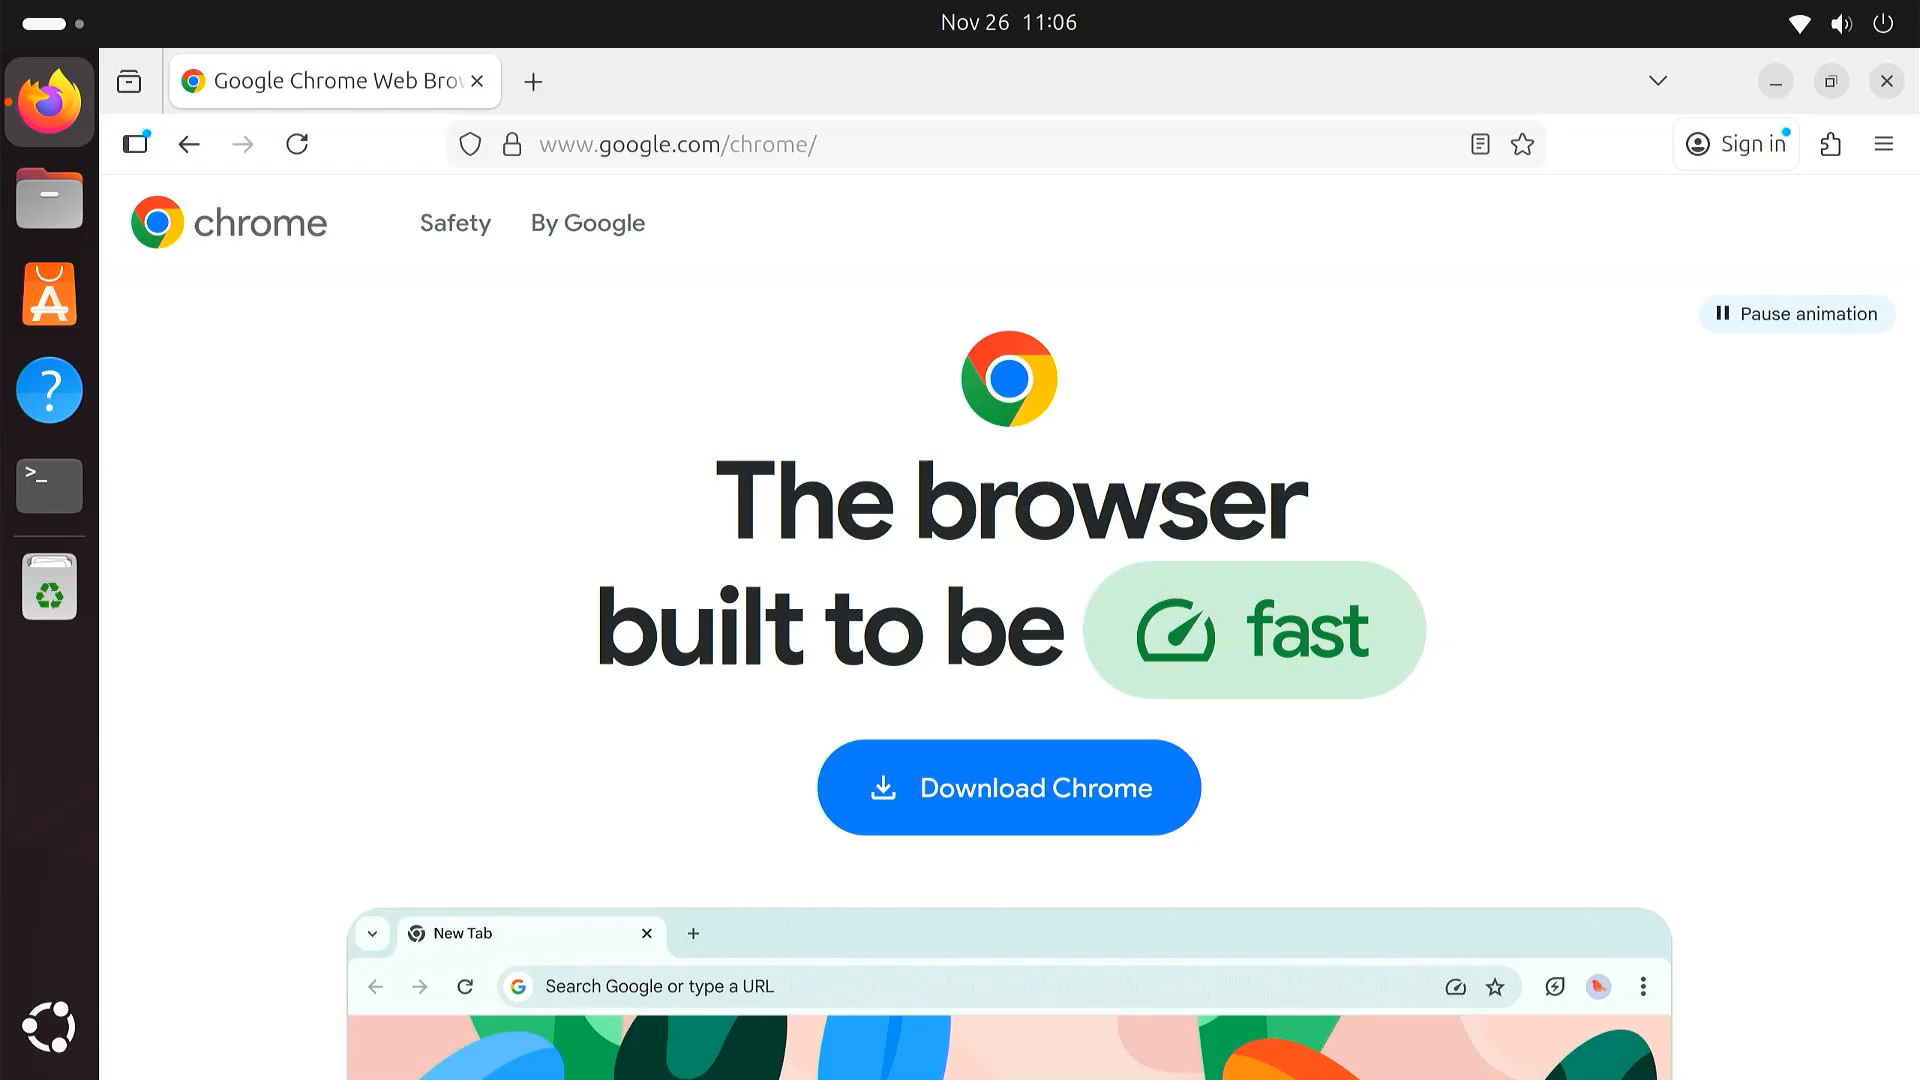 Nov 26 11:06
Google Chrome Web Bro
www.google.com/chrome/
Sign in
chrome
Safety
By Google
Pause animation
The browser
built to be fast
Download Chrome
New Tab
Search Google or type a URL